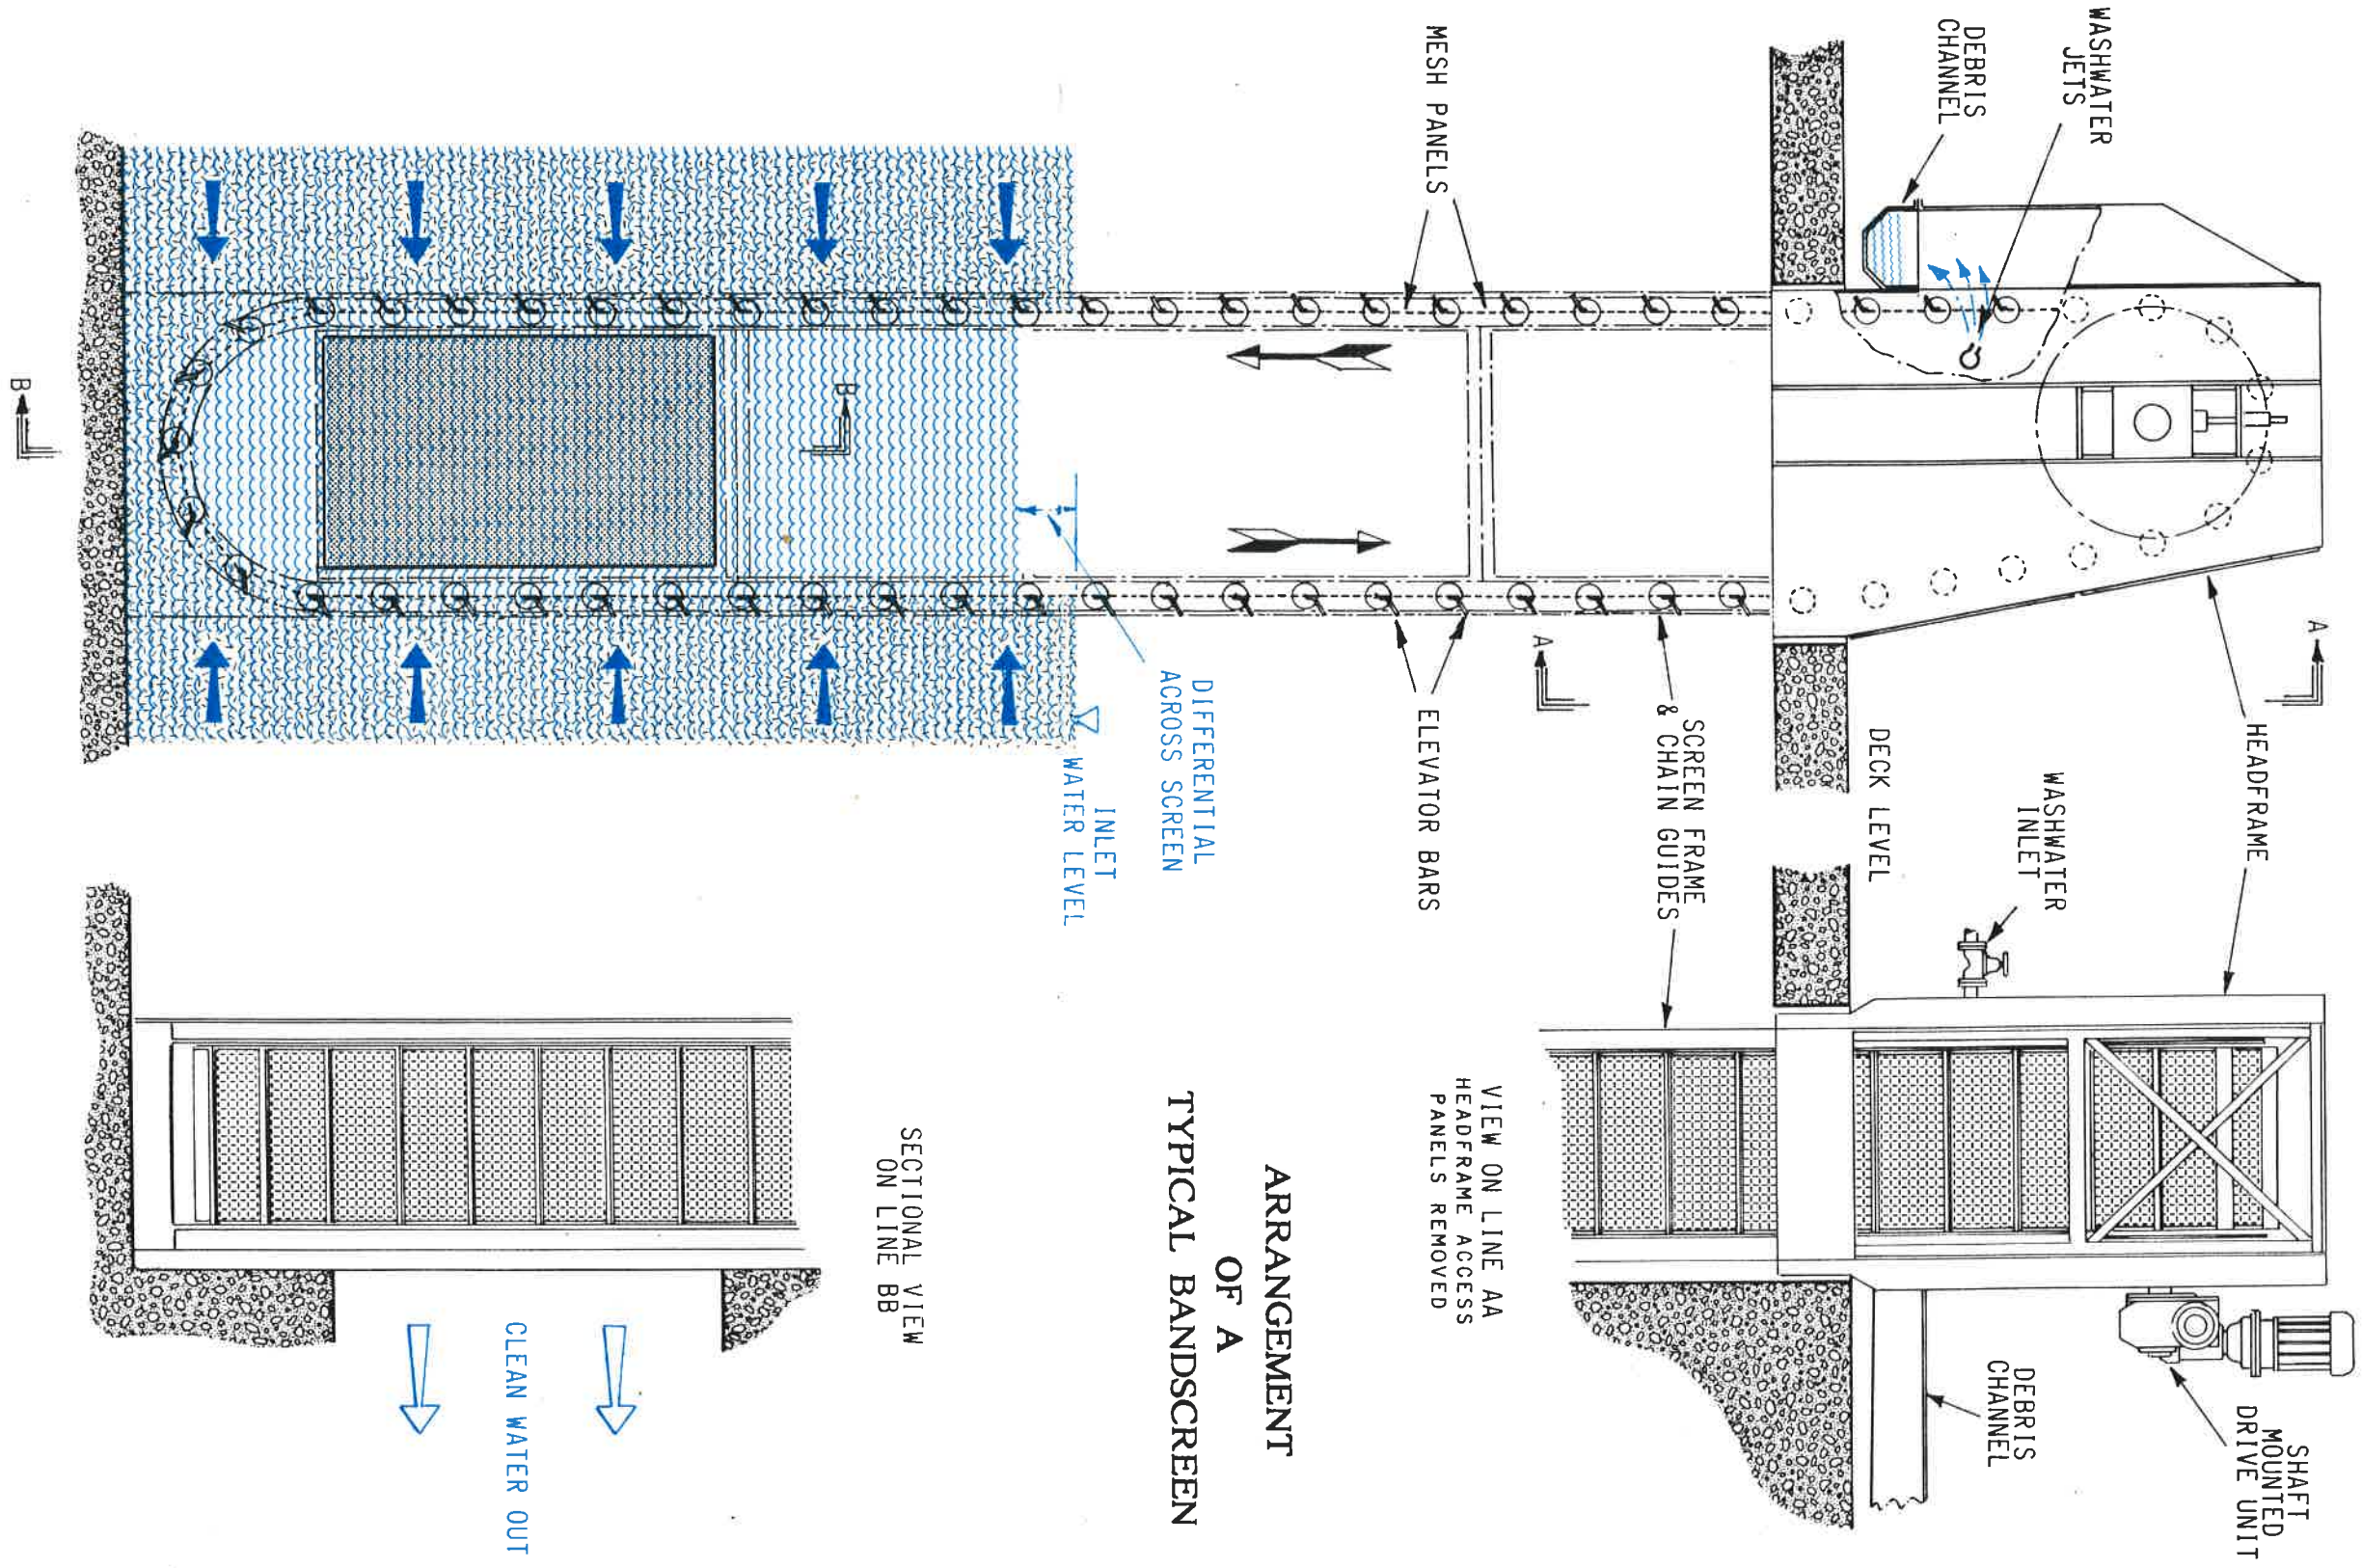 WASHWATER
JETS
DEBRIS
CHANNEL
MESH PANELS
B
B
A
A
HEADFRAME
DECK LEVEL
WASHWATER
INLET
SCREEN FRAME
& CHAIN GUIDES
ELEVATOR BARS
DIFFERENTIAL
ACROSS SCREEN
INLET
WATER LEVEL
SHAFT
MOUNTED
DRIVE UNIT
DEBRIS
CHANNEL
VIEW ON LINE AA
HEADFRAME ACCESS
PANELS REMOVED
ARRANGEMENT
OF A
TYPICAL BANDSCREEN
SECTIONAL VIEW
ON LINE BB
CLEAN WATER OUT